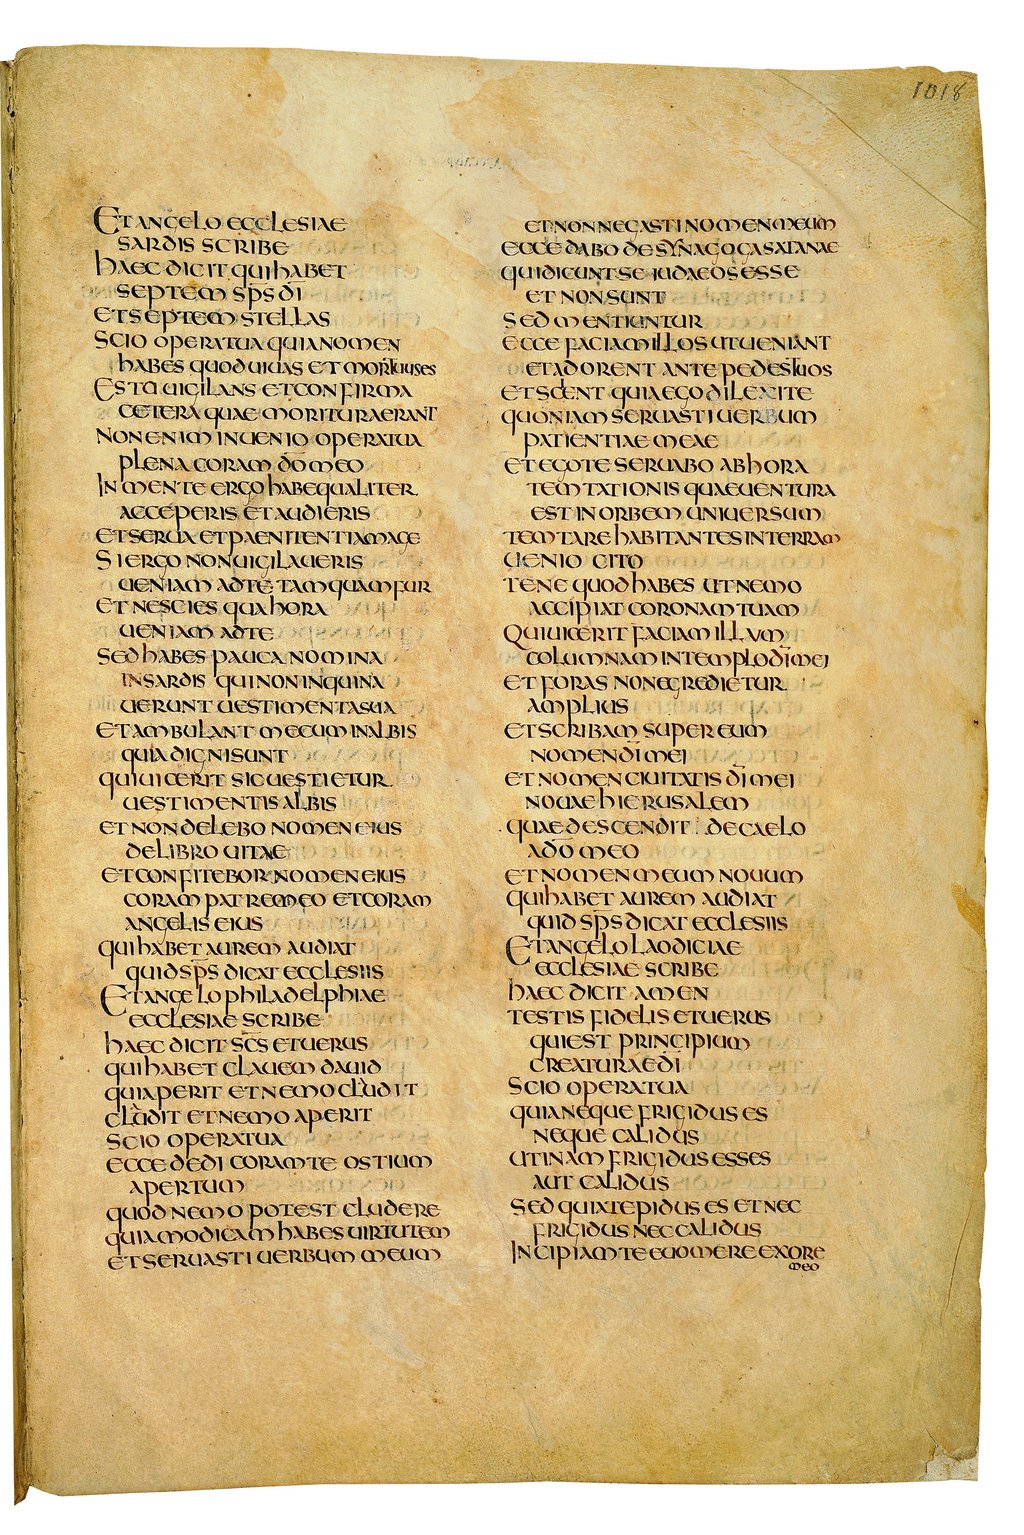 1018
Et angelo ecclesiae
sardis scribe
haec dicit qui habet
septem sp̅s d̅i
et septem stellas
scio opera tua quia nomen
habes quod uiuas et mortuus es
Esto uigilans et confirma
cetera quae moritura erant
Non enim inuenio opera tua
plena coram d̅o meo
In mente ergo habe qualiter
acceperis et audieris
et serua et paenitentiam age
Si ergo non uigilaueris
ueniam ad te tamquam fur
et nescies qua hora
ueniam ad te
Sed habes pauca nomina
in sardis qui non inquina
uerunt uestimenta sua
et ambulant mecum in albis
quia digni sunt
qui uicerit sic uestietur
uestimentis albis
et non delebo nomen eius
de libro uitae
et confitebor nomen eius
coram patre meo et coram
angelis eius
qui habet aurem audiat
quid sp̅s dicat ecclesiis
Et angelo philadelphiae
ecclesiae scribe
haec dicit s̅c̅s et uerus
qui habet clauem dauid
qui aperit et nemo cludit
cludit et nemo aperit
scio opera tua
ecce dedi coram te ostium
apertum
quod nemo potest cludere
quia modicam habes uirtutem
et seruasti uerbum meum
et non negasti nomen meum
ecce dabo de synagoga satanae
qui dicunt se iudaeos esse
et non sunt
sed mentiuntur
ecce faciam illos ut ueniant
et adorent ante pedes tuos
et scient quia ego dilexi te
quoniam seruasti uerbum
patientiae meae
et ego te seruabo ab hora
temtationis quae uentura
est in orbem uniuersum
temtare habitantes in terram
uenio cito
tene quod habes ut nemo
accipiat coronam tuam
Qui uicerit faciam illum
columnam in templo d̅i mei
et foras non egredietur
amplius
et scribam super eum
nomen d̅i mei
et nomen ciuitatis d̅i mei
nouae hierusalem
quae descendit de caelo
a d̅o meo
et nomen meum nouum
qui habet aurem audiat
quid sp̅s dicat ecclesiis
Et angelo laodiciae
ecclesiae scribe
haec dicit amen
testis fidelis et uerus
qui est principium
creaturae d̅i
scio opera tua
quia neque frigidus es
neque calidus
utinam frigidus esses
aut calidus
sed quia tepidus es et nec
frigidus nec calidus
Incipiam te euomere ex ore
meo